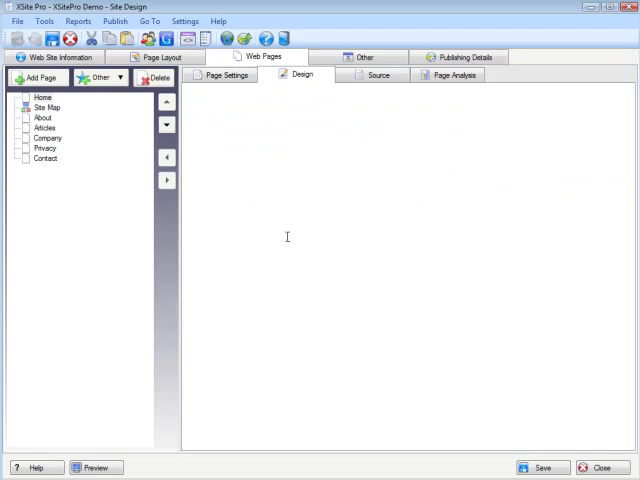 XSite Pro - XSitePro Demo - Site Design
File Tools Reports Publish Go To Settings Help
Web Site Information Page Layout Web Pages Other Publishing Details
Add Page Other Delete Page Settings Design Source Page Analysis
Home
Site Map
About
Articles
Company
Privacy
Contact
? Help Preview Save Close